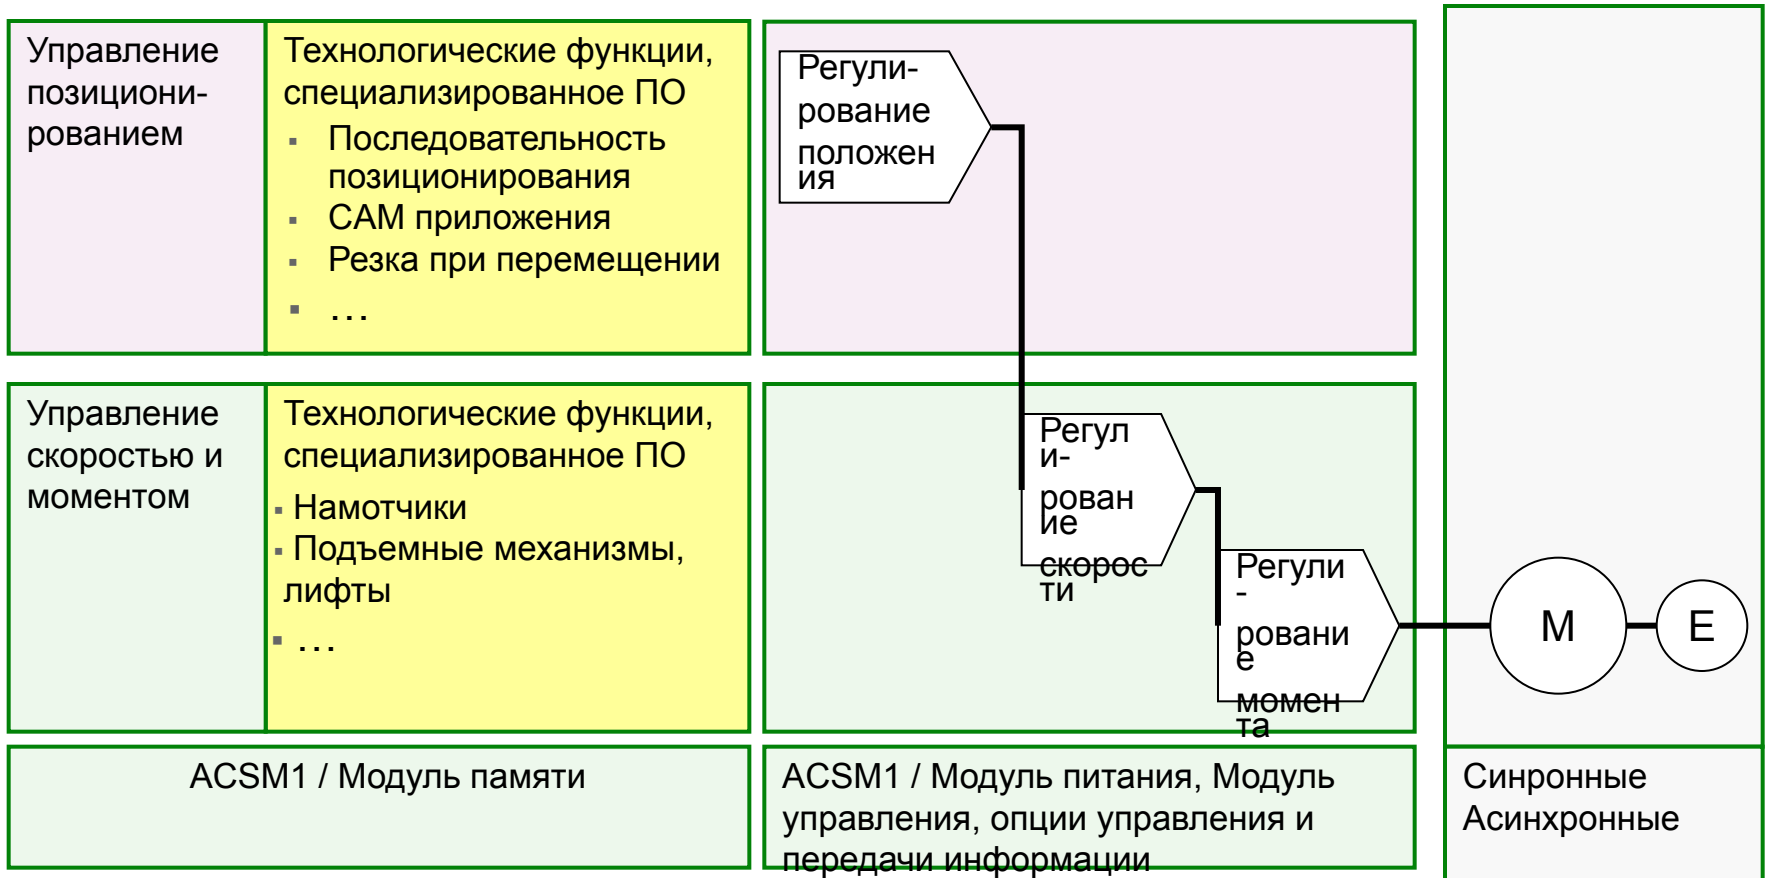 Управление
позициони-
рованием
Технологические функции,
специализированное ПО
▪ Последовательность
позиционирования
▪ САМ приложения
▪ Резка при перемещении
▪ …
Регули-
рование
положен
ия
Управление
скоростью и
моментом
Технологические функции,
специализированное ПО
▪ Намотчики
▪ Подъемные механизмы,
лифты
▪ …
Регул
и-
рован
ие
скорос
ти
Регули
-
ровани
е
момен
та
М
Е
ACSM1 / Модуль памяти
ACSM1 / Модуль питания, Модуль
управления, опции управления и
передачи информации
Синронные
Асинхронные